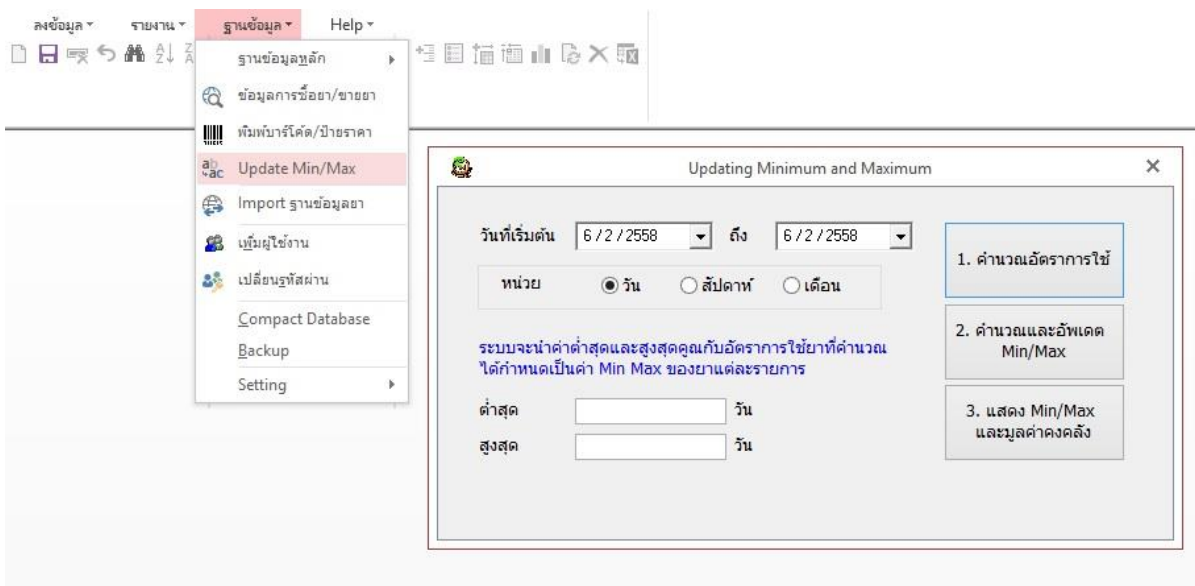 ลงข้อมูล รายงาน ฐานข้อมูล Help
ฐานข้อมูลหลัก
ข้อมูลการซื้อยา/ขายยา
พิมพ์บาร์โค้ด/ป้ายราคา
Update Min/Max
Import ฐานข้อมูลยา
เพิ่มผู้ใช้งาน
เปลี่ยนรหัสผ่าน
Compact Database
Backup
Setting
Updating Minimum and Maximum
วันที่เริ่มต้น 6/2/2558 ถึง 6/2/2558
หน่วย วัน สัปดาห์ เดือน
ระบบจะนำค่าต่ำสุดและสูงสุดคูณกับอัตราการใช้ยาที่คำนวณ
ได้กำหนดเป็นค่า Min Max ของยาแต่ละรายการ
ต่ำสุด วัน
สูงสุด วัน
1. คำนวณอัตราการใช้
2. คำนวณและอัพเดต
Min/Max
3. แสดง Min/Max
และมูลค่าคงคลัง